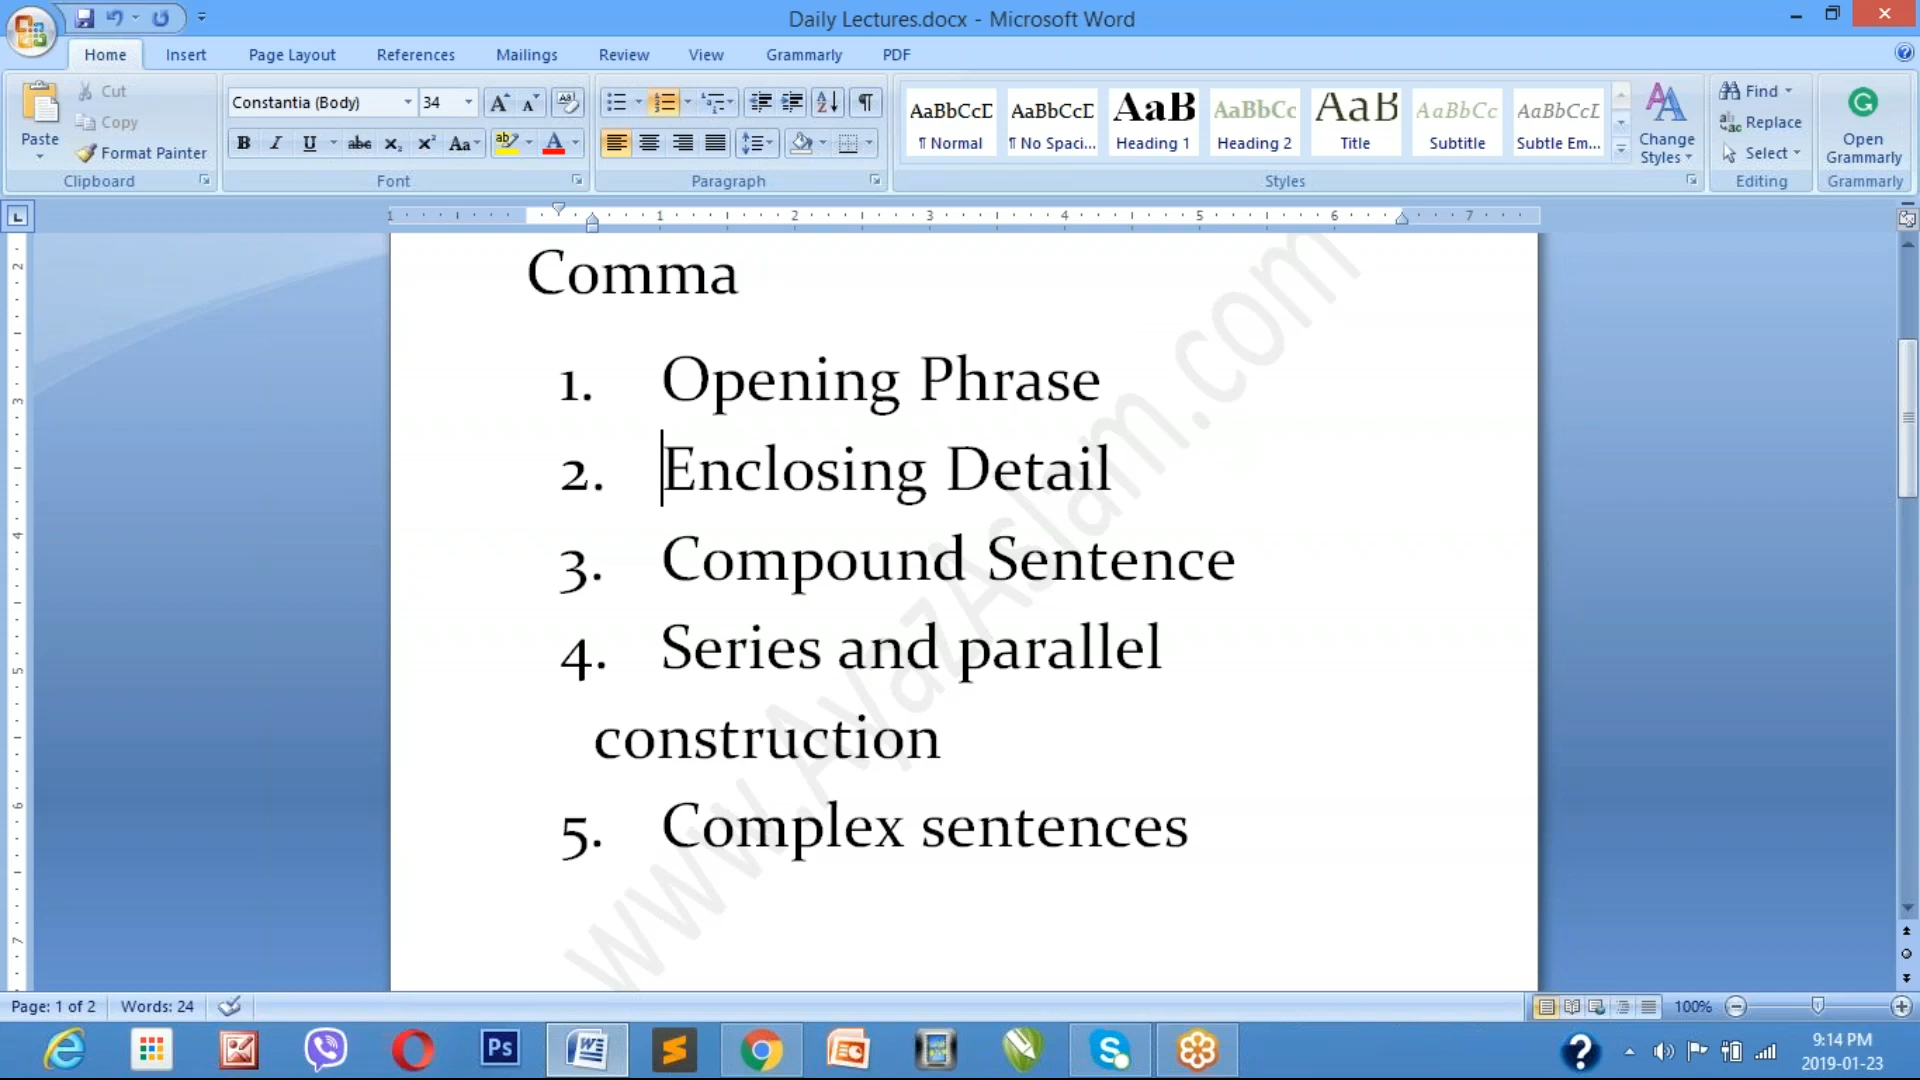 Daily Lectures.docx - Microsoft Word
Home Insert Page Layout References Mailings Review View Grammarly PDF
Paste
Cut
Copy
Format Painter
Clipboard
Constantia (Body) 34
Font
Paragraph
AaBbCcD AaBbCcD AaB AaBbCc AaB AaBbCc AaBbCcD
¶ Normal ¶ No Spaci... Heading 1 Heading 2 Title Subtitle Subtle Em...
Change Styles
Styles
Find
Replace
Select
Editing
Open Grammarly
Grammarly
Comma
1. Opening Phrase
2. Enclosing Detail
3. Compound Sentence
4. Series and parallel
construction
5. Complex sentences
www.AyazAslam.com
Page: 1 of 2 Words: 24
100%
Ps
9:14 PM
2019-01-23